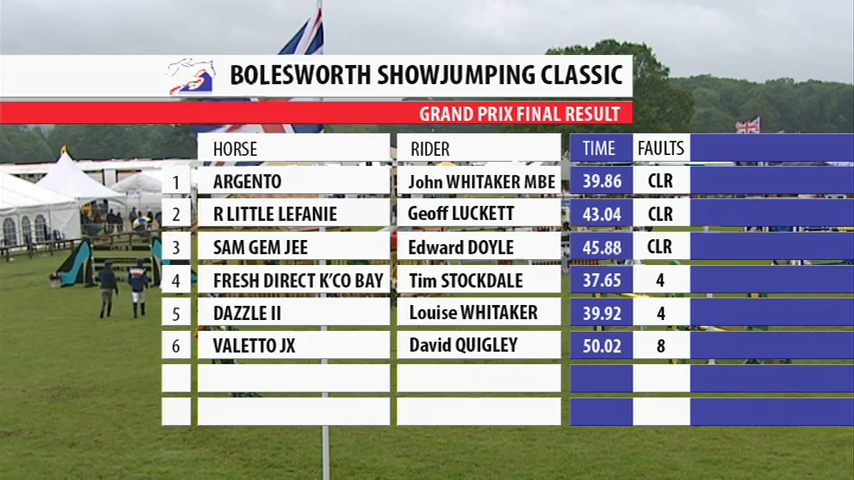 BOLESWORTH SHOWJUMPING CLASSIC
GRAND PRIX FINAL RESULT
HORSE RIDER TIME FAULTS
1 ARGENTO John WHITAKER MBE 39.86 CLR
2 R LITTLE LEFANIE Geoff LUCKETT 43.04 CLR
3 SAM GEM JEE Edward DOYLE 45.88 CLR
4 FRESH DIRECT K'CO BAY Tim STOCKDALE 37.65 4
5 DAZZLE II Louise WHITAKER 39.92 4
6 VALETTO JX David QUIGLEY 50.02 8